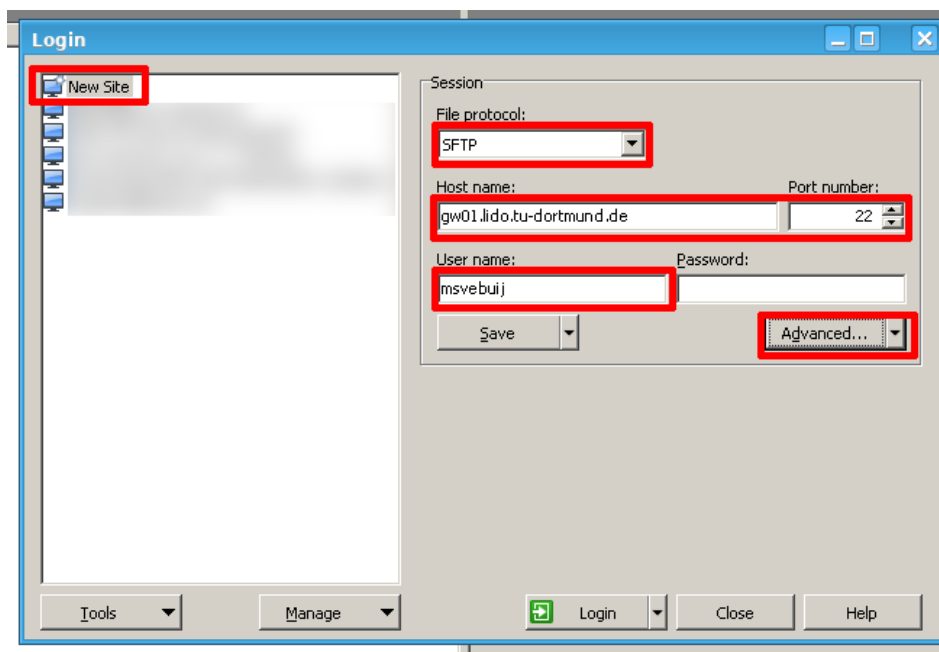 Login
New Site
Session
File protocol:
SFTP
Host name: Port number:
gw01.lido.tu-dortmund.de 22
User name: Password:
msvebuij
Save Advanced...
Tools Manage Login Close Help